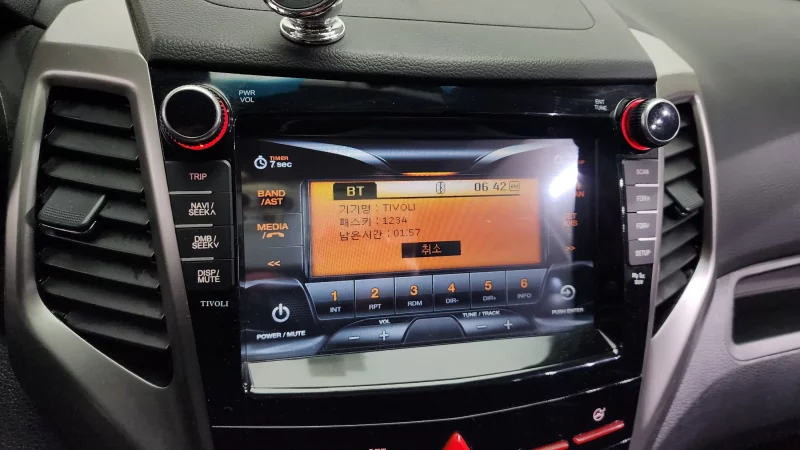 PWR
VOL
ENT
TUNE
TIMER
7 sec
TRIP
SCAN
BAND
/AST
BT
06:42 AM
NAVI/
SEEK∧
기기명 : TIVOLI
FDR∧
패스키 : 1234
MEDIA
/
남은시간 : 01:57
DMB/
SEEK∨
FDR∨
취소
<<
>>
SETUP
DISP/
MUTE
1 2 3 4 5 6
INT RPT RDM DIR- DIR+ INFO
TIVOLI
POWER / MUTE
VOL
TUNE / TRACK
PUSH ENTER
− +
− +